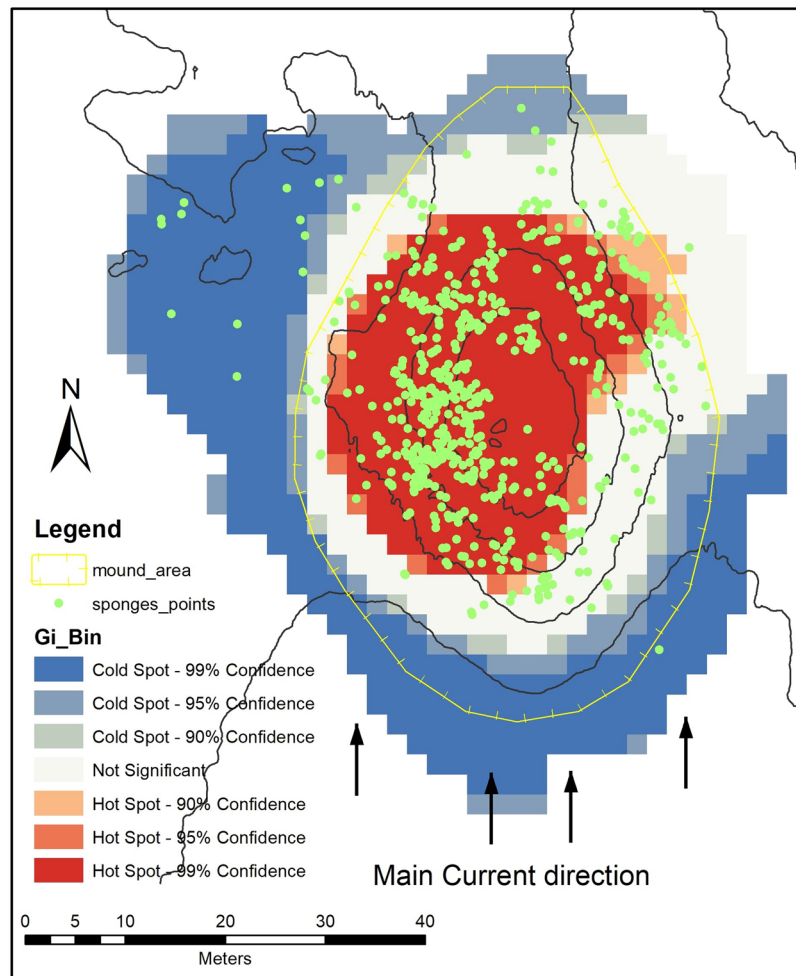 N
Legend
mound_area
sponges_points
Gi_Bin
Cold Spot - 99% Confidence
Cold Spot - 95% Confidence
Cold Spot - 90% Confidence
Not Significant
Hot Spot - 90% Confidence
Hot Spot - 95% Confidence
Hot Spot - 99% Confidence
Main Current direction
0 5 10 20 30 40
Meters